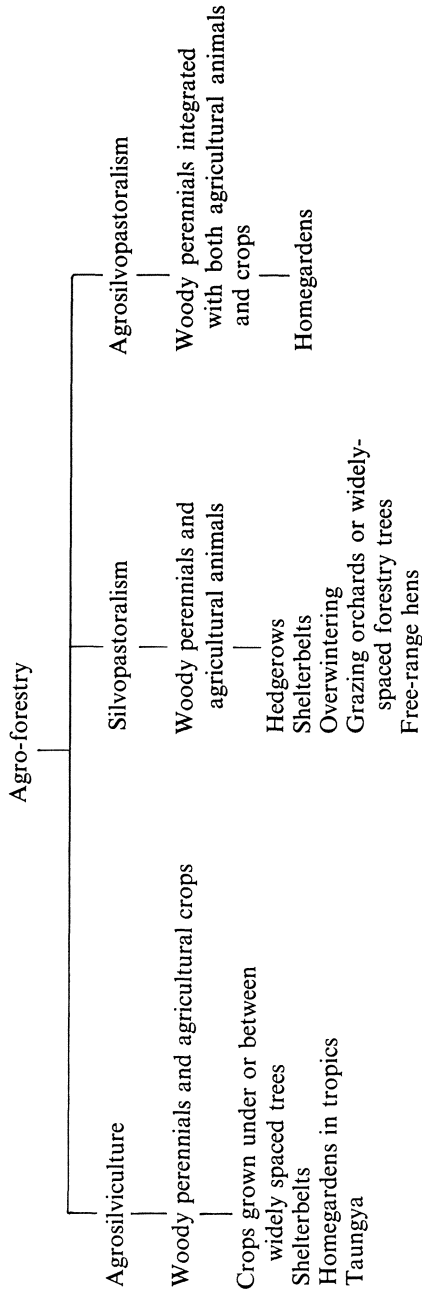 Agro-forestry
Agrosilviculture
Woody perennials and agricultural crops
Crops grown under or between
widely spaced trees
Shelterbelts
Homegardens in tropics
Taungya
Silvopastoralism
Woody perennials and
agricultural animals
Hedgerows
Shelterbelts
Overwintering
Grazing orchards or widely-
spaced forestry trees
Free-range hens
Agrosilvopastoralism
Woody perennials integrated
with both agricultural animals
and crops
Homegardens